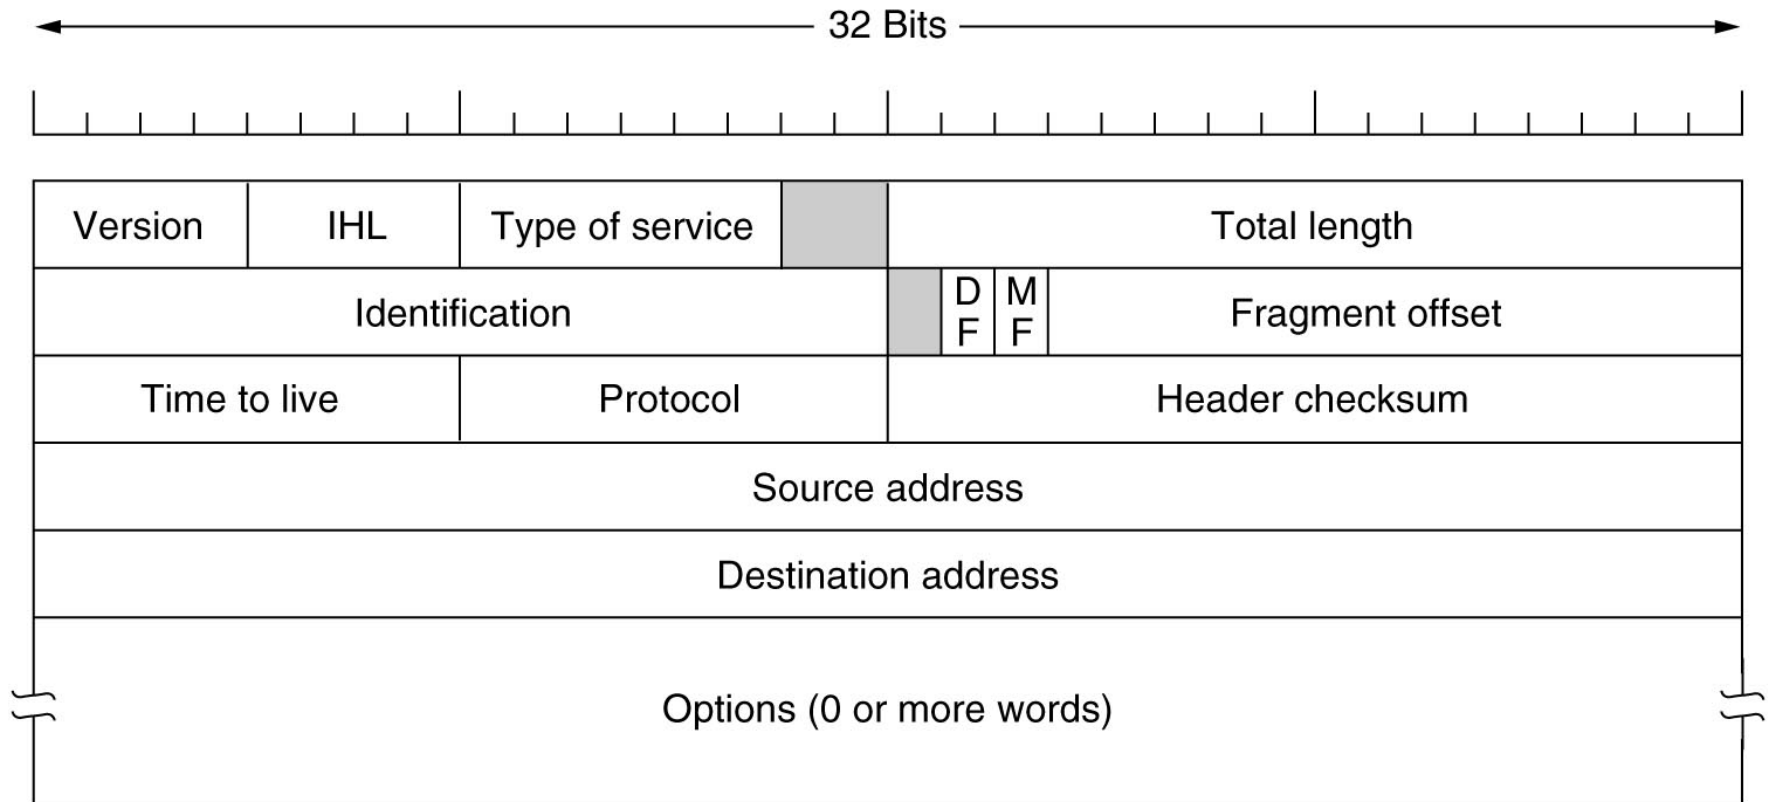 32 Bits
Version IHL Type of service Total length
Identification D F M F Fragment offset
Time to live Protocol Header checksum
Source address
Destination address
Options (0 or more words)